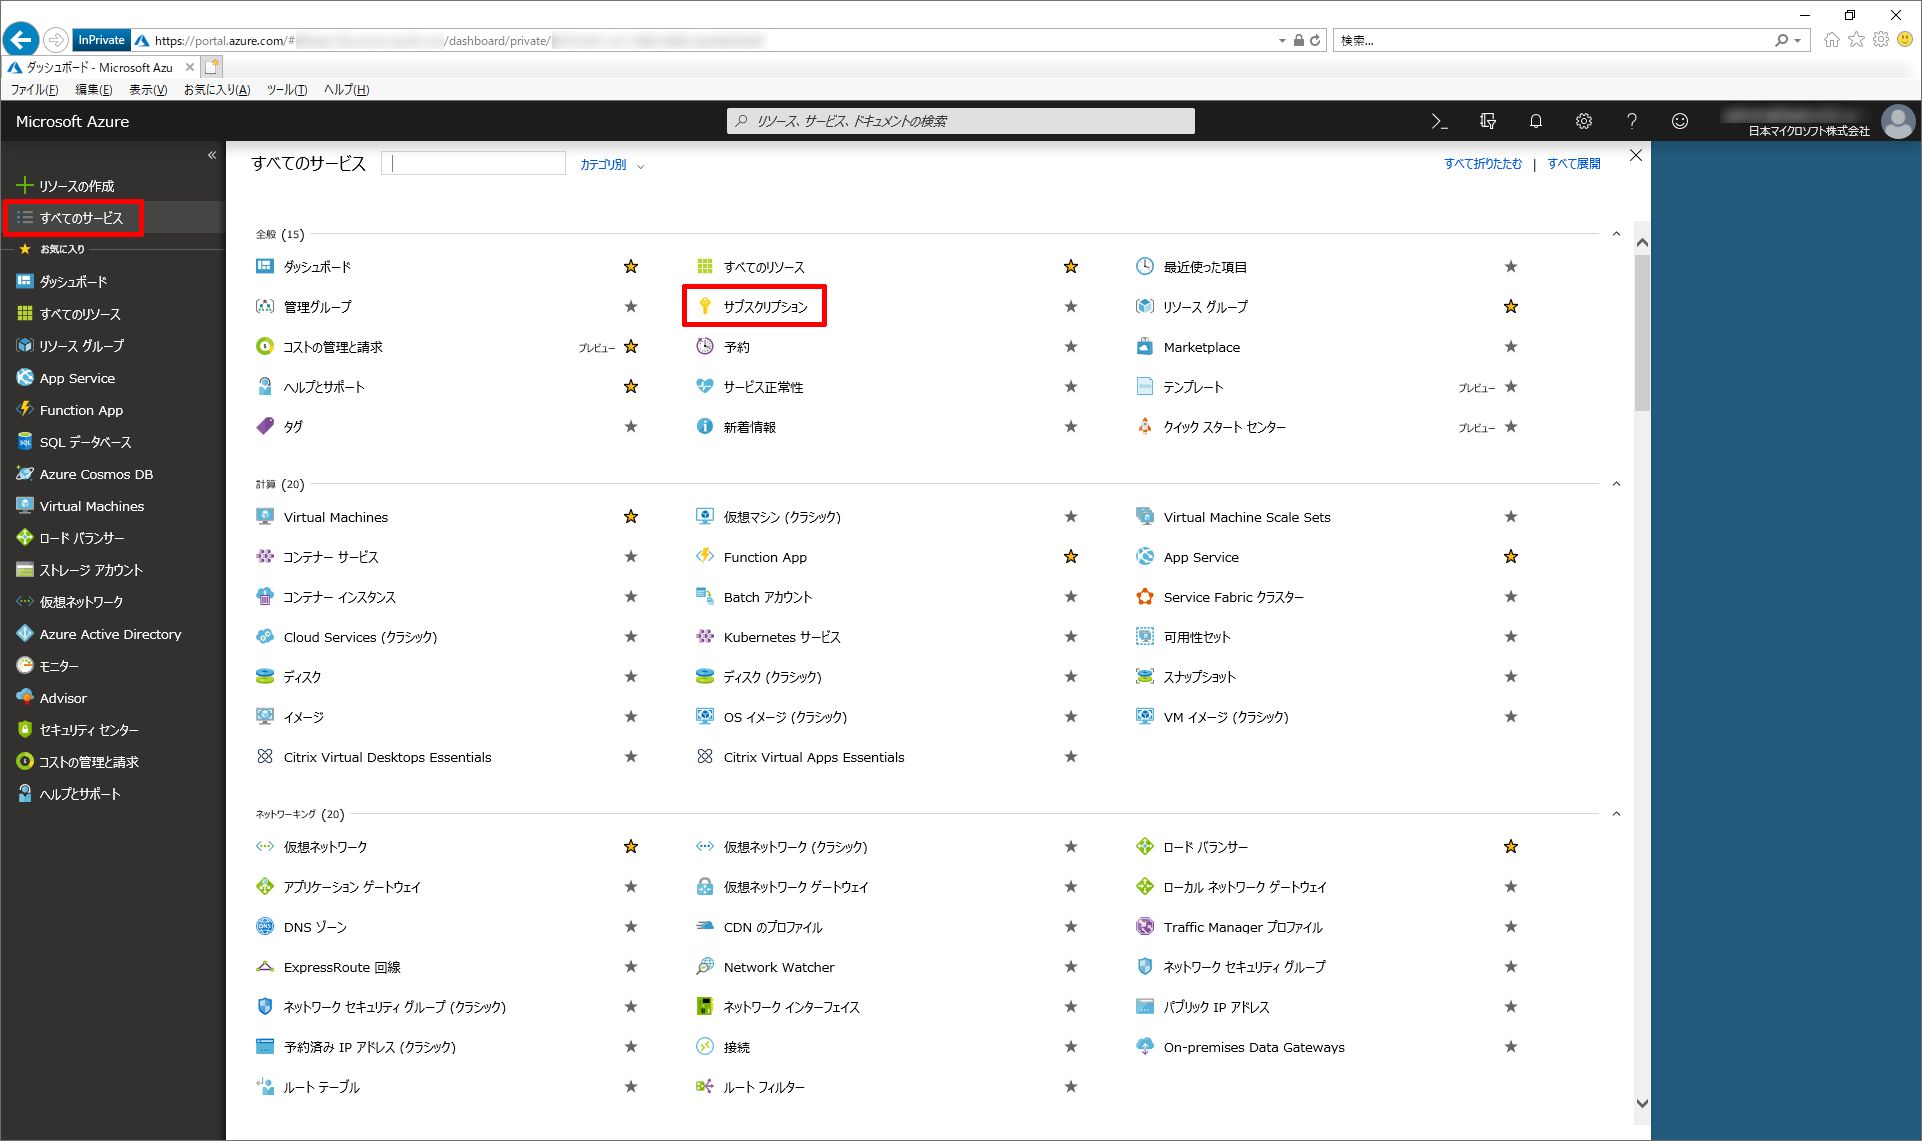 InPrivate
https://portal.azure.com/#
/dashboard/private/
検索...
ダッシュボード - Microsoft Azu
ファイル(F) 編集(E) 表示(V) お気に入り(A) ツール(T) ヘルプ(H)
Microsoft Azure
リソース、サービス、ドキュメントの検索
日本マイクロソフト株式会社
リソースの作成
すべてのサービス
お気に入り
ダッシュボード
すべてのリソース
リソース グループ
App Service
Function App
SQL データベース
Azure Cosmos DB
Virtual Machines
ロード バランサー
ストレージ アカウント
仮想ネットワーク
Azure Active Directory
モニター
Advisor
セキュリティ センター
コストの管理と請求
ヘルプとサポート
すべてのサービス
カテゴリ別
すべて折りたたむ | すべて展開
全般 (15)
ダッシュボード
すべてのリソース
最近使った項目
管理グループ
サブスクリプション
リソース グループ
コストの管理と請求 プレビュー
予約
Marketplace
ヘルプとサポート
サービス正常性
テンプレート プレビュー
タグ
新着情報
クイック スタート センター プレビュー
計算 (20)
Virtual Machines
仮想マシン (クラシック)
Virtual Machine Scale Sets
コンテナー サービス
Function App
App Service
コンテナー インスタンス
Batch アカウント
Service Fabric クラスター
Cloud Services (クラシック)
Kubernetes サービス
可用性セット
ディスク
ディスク (クラシック)
スナップショット
イメージ
OS イメージ (クラシック)
VM イメージ (クラシック)
Citrix Virtual Desktops Essentials
Citrix Virtual Apps Essentials
ネットワーキング (20)
仮想ネットワーク
仮想ネットワーク (クラシック)
ロード バランサー
アプリケーション ゲートウェイ
仮想ネットワーク ゲートウェイ
ローカル ネットワーク ゲートウェイ
DNS ゾーン
CDN のプロファイル
Traffic Manager プロファイル
ExpressRoute 回線
Network Watcher
ネットワーク セキュリティ グループ
ネットワーク セキュリティ グループ (クラシック)
ネットワーク インターフェイス
パブリック IP アドレス
予約済み IP アドレス (クラシック)
接続
On-premises Data Gateways
ルート テーブル
ルート フィルター